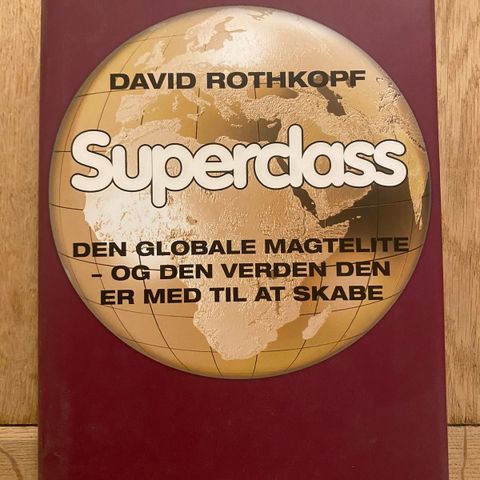 DAVID ROTHKOPF
Superclass
DEN GLOBALE MAGTELITE
- OG DEN VERDEN DEN
ER MED TIL AT SKABE